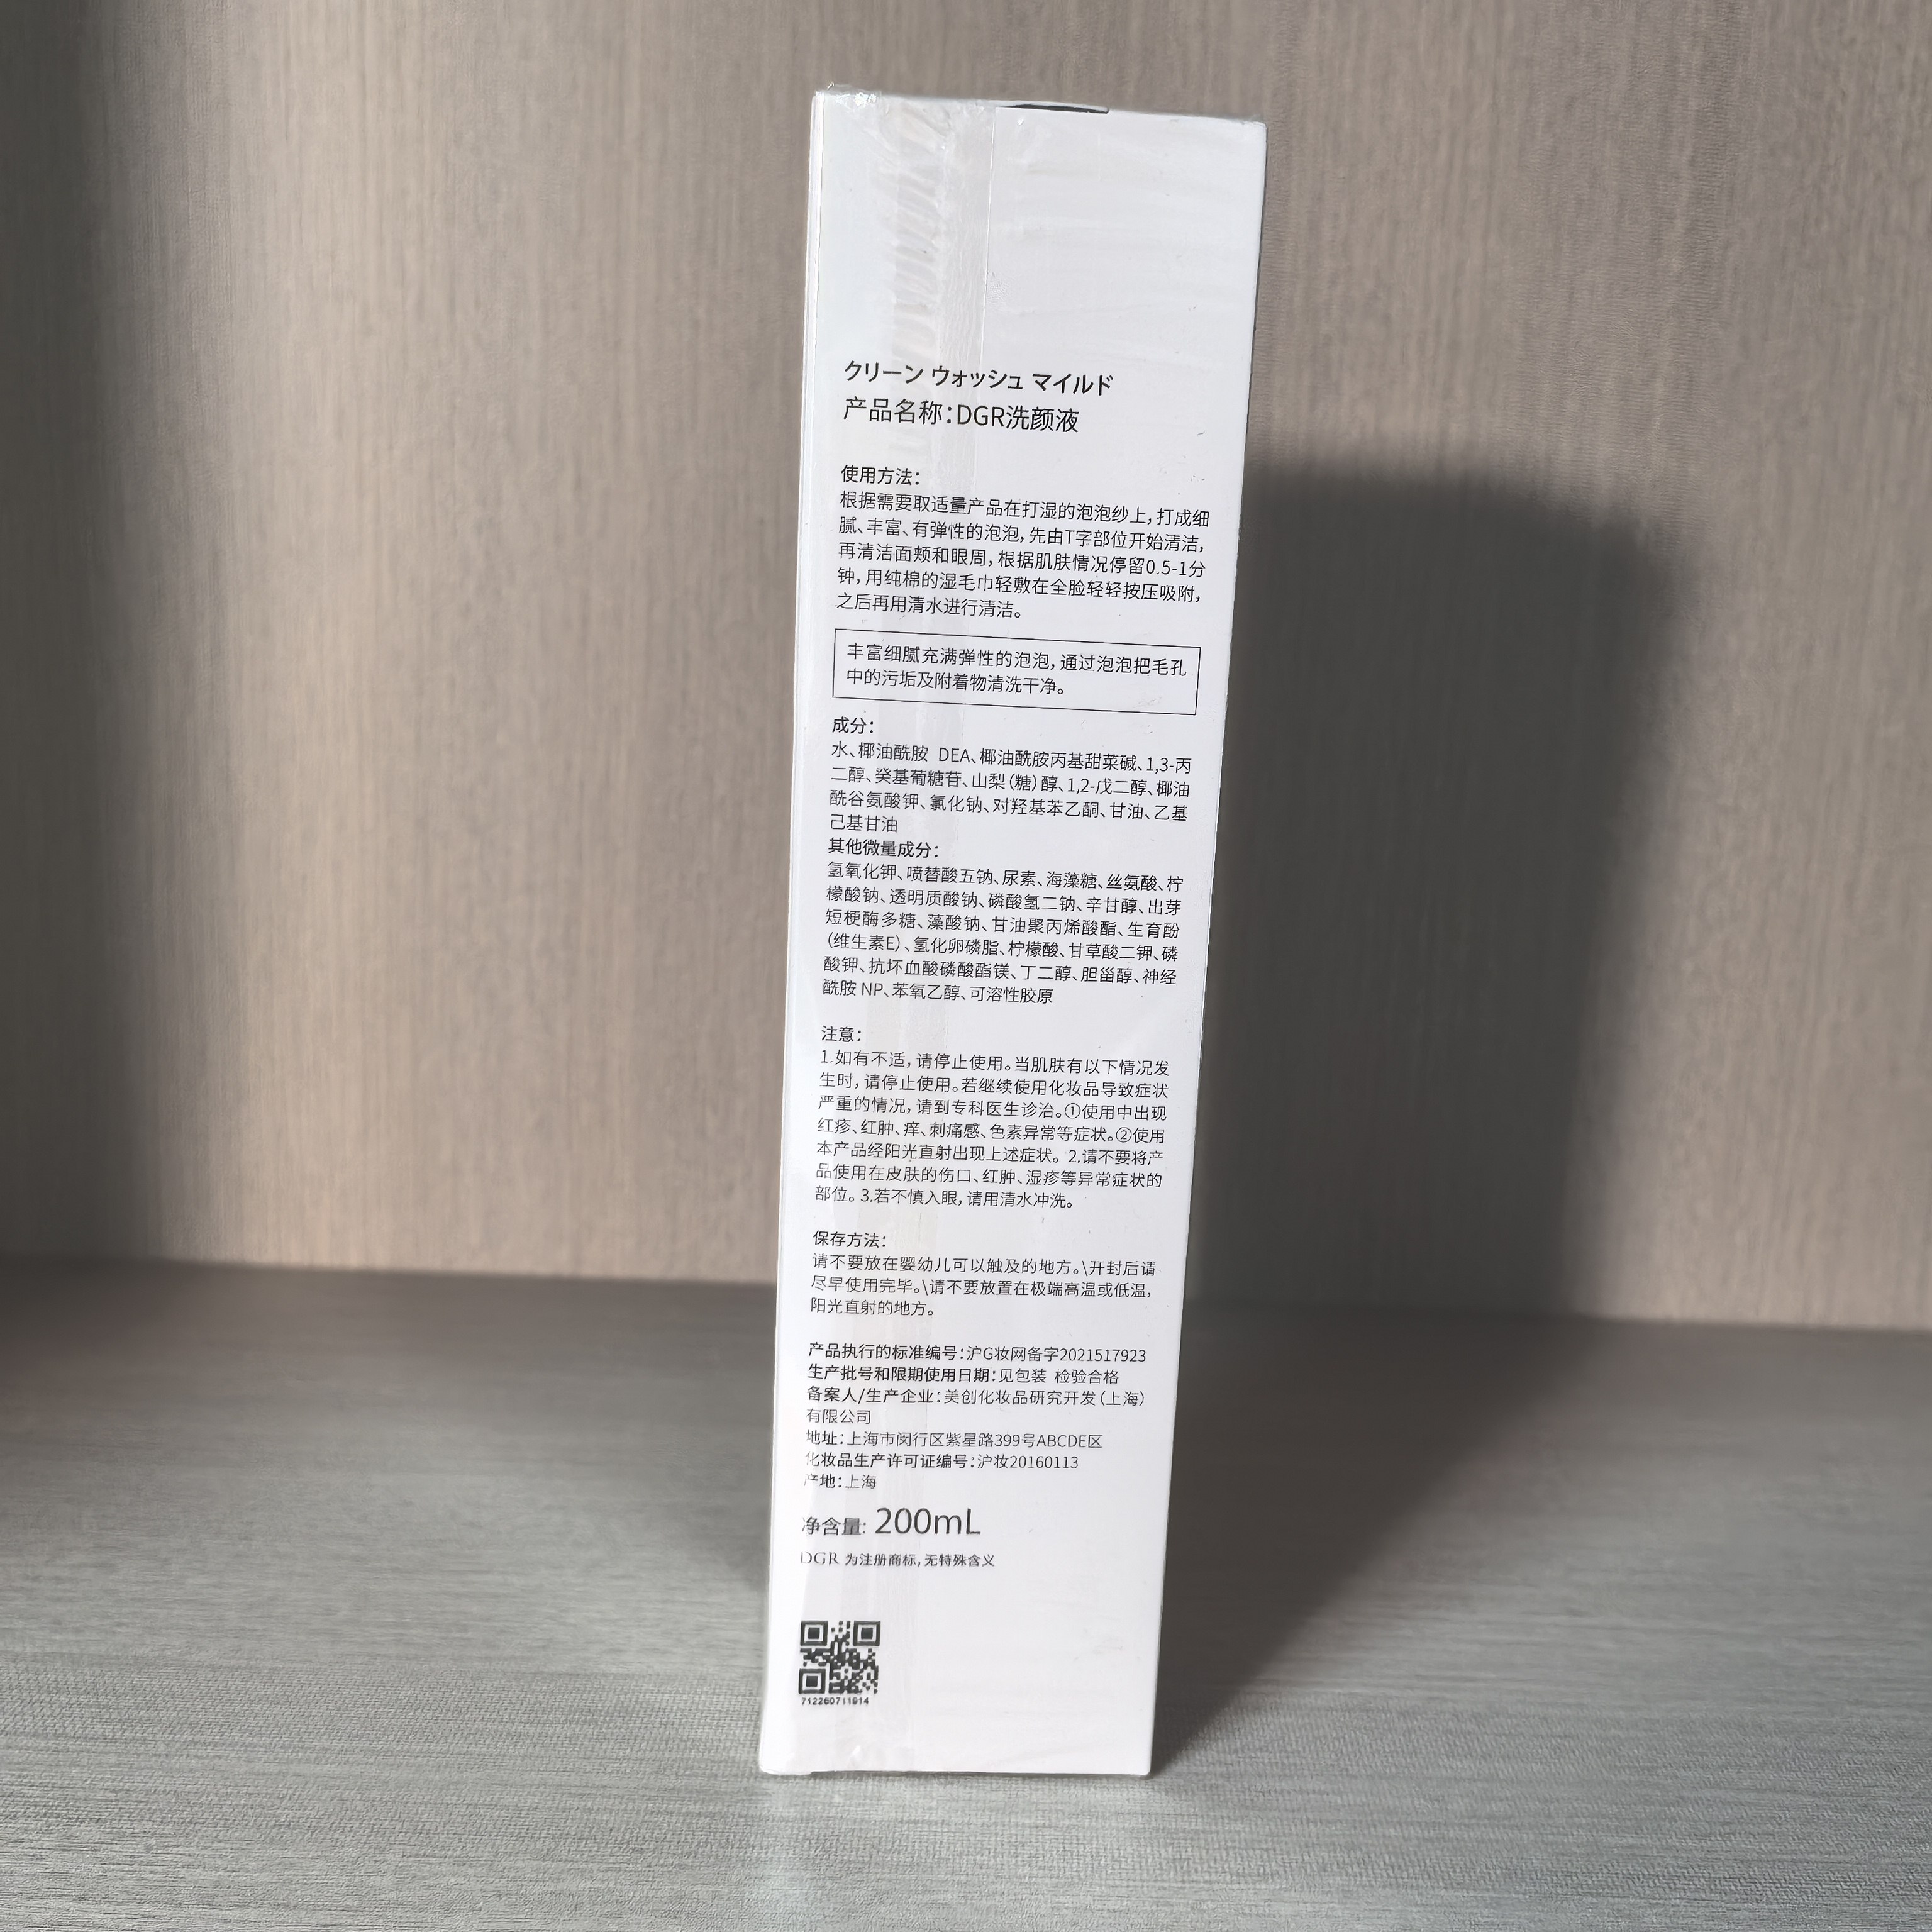 クリーン ウォッシュ マイルド
产品名称:DGR洗颜液
使用方法:
根据需要取适量产品在打湿的泡泡纱上,打成细
腻、丰富、有弹性的泡泡,先由T字部位开始清洁,
再清洁面颊和眼周,根据肌肤情况停留0.5-1分
钟,用纯棉的湿毛巾轻敷在全脸轻轻按压吸附,
之后再用清水进行清洁。
丰富细腻充满弹性的泡泡,通过泡泡把毛孔
中的污垢及附着物清洗干净。
成分:
水、椰油酰胺 DEA、椰油酰胺丙基甜菜碱、1,3-丙
二醇、癸基葡糖苷、山梨(糖)醇、1,2-戊二醇、椰油
酰谷氨酸钾、氯化钠、对羟基苯乙酮、甘油、乙基
己基甘油
其他微量成分:
氢氧化钾、喷替酸五钠、尿素、海藻糖、丝氨酸、柠
檬酸钠、透明质酸钠、磷酸氢二钠、辛甘醇、出芽
短梗酶多糖、藻酸钠、甘油聚丙烯酸酯、生育酚
(维生素E)、氢化卵磷脂、柠檬酸、甘草酸二钾、磷
酸钾、抗坏血酸磷酸酯镁、丁二醇、胆甾醇、神经
酰胺 NP、苯氧乙醇、可溶性胶原
注意:
1.如有不适,请停止使用。当肌肤有以下情况发
生时,请停止使用。若继续使用化妆品导致症状
严重的情况,请到专科医生诊治。①使用中出现
红疹、红肿、痒、刺痛感、色素异常等症状。②使用
本产品经阳光直射出现上述症状。2.请不要将产
品使用在皮肤的伤口、红肿、湿疹等异常症状的
部位。3.若不慎入眼,请用清水冲洗。
保存方法:
请不要放在婴幼儿可以触及的地方。\开封后请
尽早使用完毕。\请不要放置在极端高温或低温,
阳光直射的地方。
产品执行的标准编号:沪G妆网备字2021517923
生产批号和限期使用日期:见包装 检验合格
备案人/生产企业:美创化妆品研究开发(上海)
有限公司
地址:上海市闵行区紫星路399号ABCDE区
化妆品生产许可证编号:沪妆20160113
产地:上海
净含量: 200mL
DGR 为注册商标,无特殊含义
712260711914